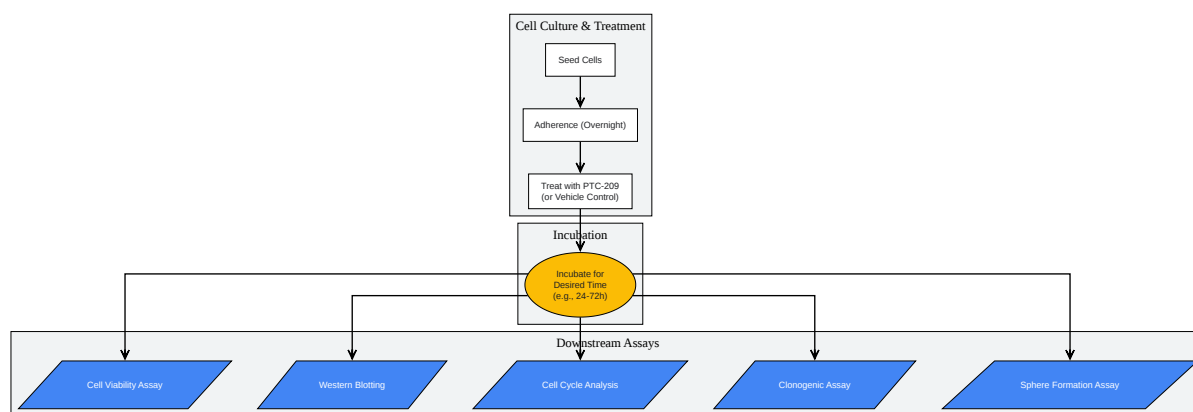 Cell Culture & Treatment
Seed Cells
Adherence (Overnight)
Treat with PTC-209
(or Vehicle Control)
Incubation
Incubate for
Desired Time
(e.g., 24-72h)
Downstream Assays
Cell Viability Assay
Western Blotting
Cell Cycle Analysis
Clonogenic Assay
Sphere Formation Assay